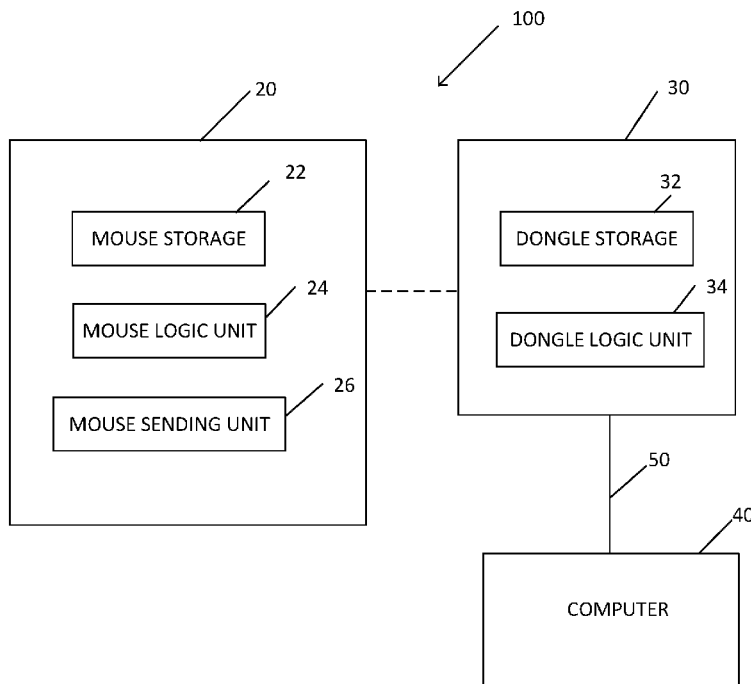 100
20
30
22
MOUSE STORAGE
32
DONGLE STORAGE
24
MOUSE LOGIC UNIT
34
DONGLE LOGIC UNIT
26
MOUSE SENDING UNIT
50
40
COMPUTER